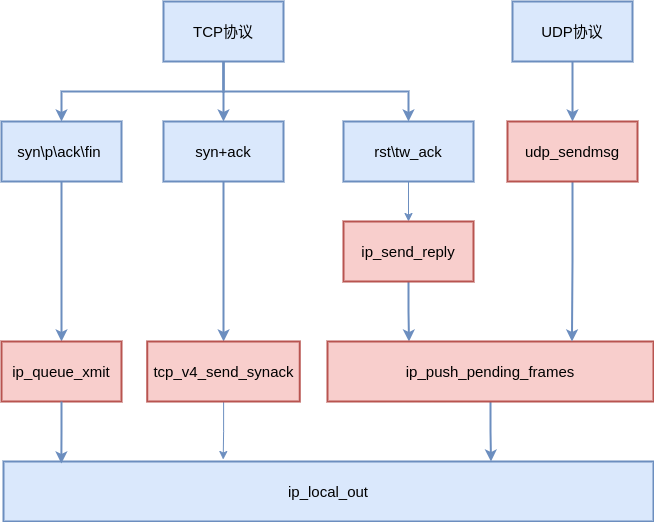 TCP协议
UDP协议
syn\p\ack\fin
syn+ack
rst\tw_ack
udp_sendmsg
ip_send_reply
ip_queue_xmit
tcp_v4_send_synack
ip_push_pending_frames
ip_local_out